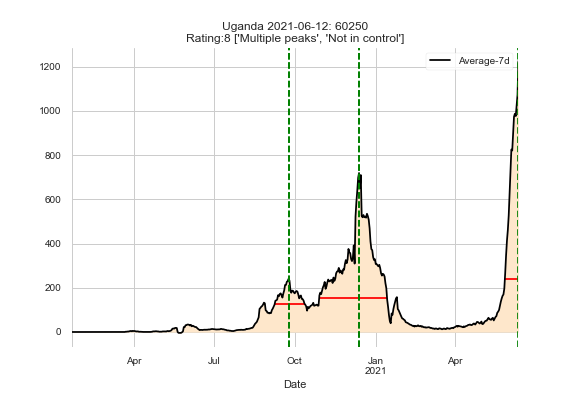 Uganda 2021-06-12: 60250
Rating:8 ['Multiple peaks', 'Not in control']
Average-7d
1200
1000
800
600
400
200
0
Apr
Jul
Oct
Jan
2021
Apr
Date